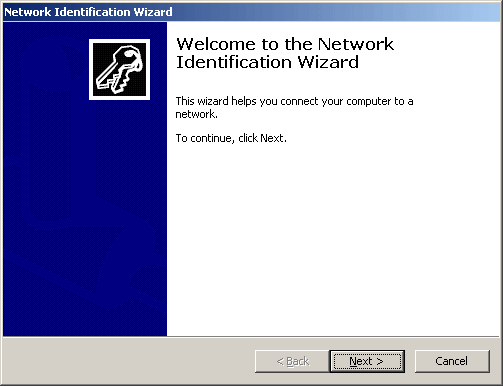 Network Identification Wizard
Welcome to the Network
Identification Wizard
This wizard helps you connect your computer to a
network.
To continue, click Next.
< Back
Next >
Cancel